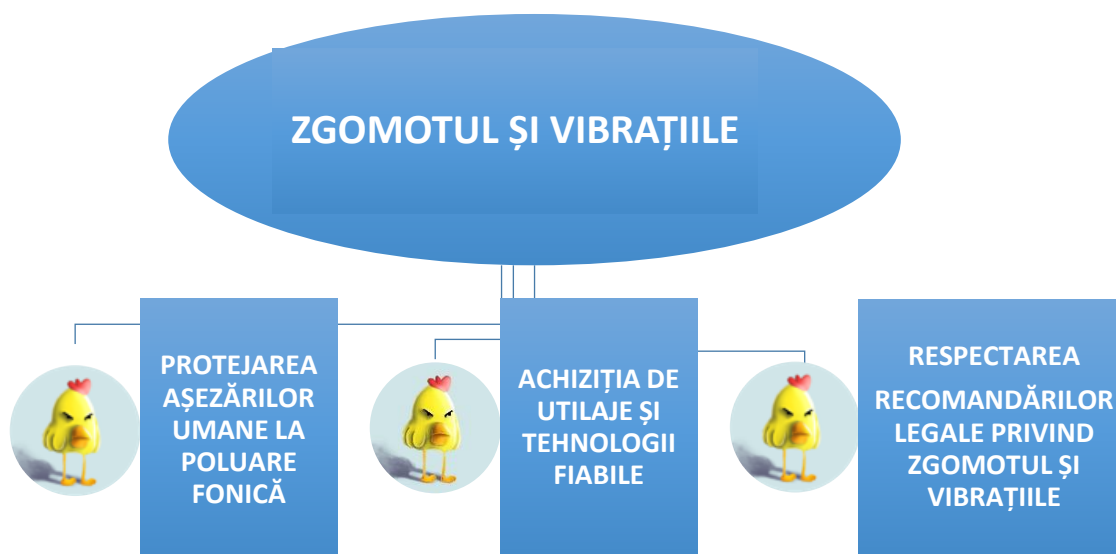 ZGOMOTUL ȘI VIBRAȚIILE
PROTEJAREA
AȘEZĂRILOR
UMANE LA
POLUARE
FONICĂ
ACHIZIȚIA DE
UTILAJE ȘI
TEHNOLOGII
FIABILE
RESPECTAREA
RECOMANDĂRILOR
LEGALE PRIVIND
ZGOMOTUL ȘI
VIBRAȚIILE